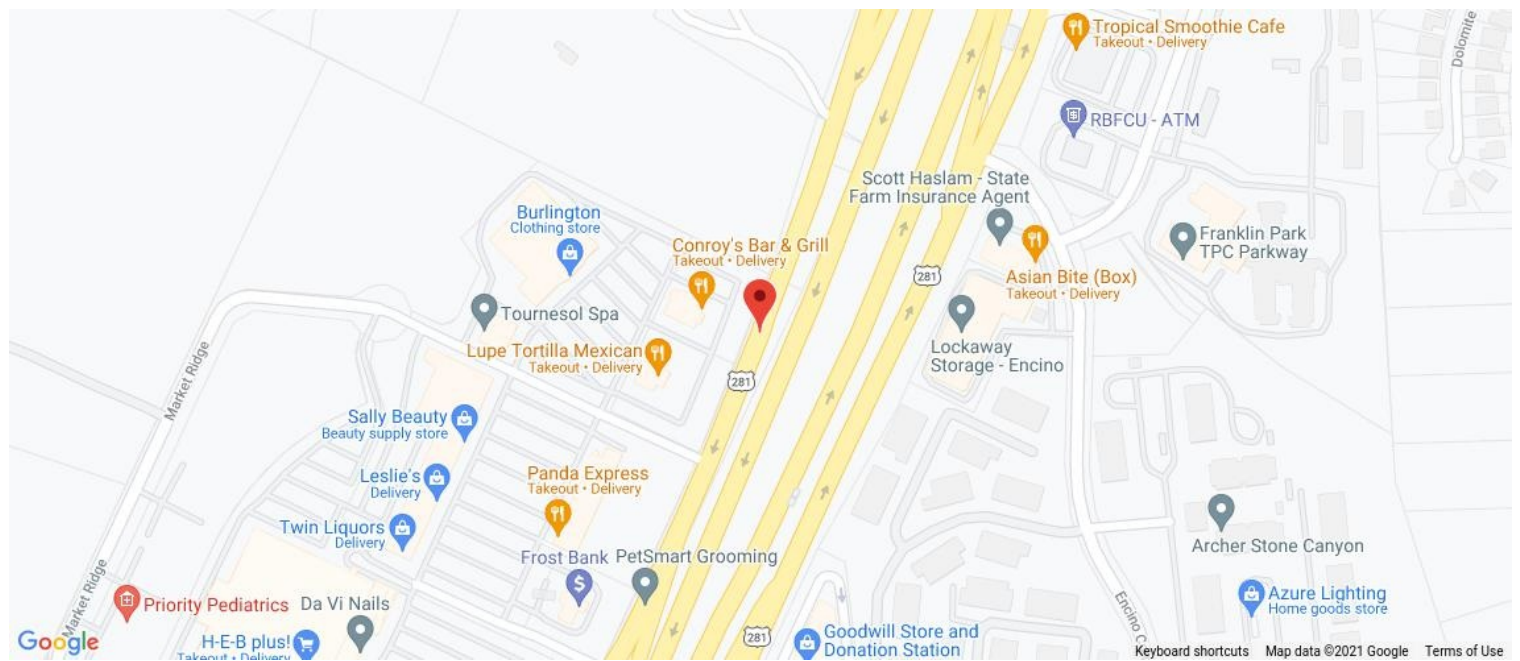 Tropical Smoothie Cafe
Takeout • Delivery
Dolomite
RBFCU - ATM
Scott Haslam - State
Farm Insurance Agent
Burlington
Clothing store
Franklin Park
TPC Parkway
Conroy's Bar & Grill
Takeout • Delivery
281
Asian Bite (Box)
Takeout • Delivery
Tournesol Spa
Lupe Tortilla Mexican
Takeout • Delivery
Lockaway
Storage - Encino
281
Market Ridge
Sally Beauty
Beauty supply store
Leslie's
Delivery
Panda Express
Takeout • Delivery
Twin Liquors
Delivery
Archer Stone Canyon
Frost Bank
PetSmart Grooming
Market Ridge
Priority Pediatrics
Da Vi Nails
Azure Lighting
Home goods store
Encino C
Google
H-E-B plus!
Takeout • Delivery
281
Goodwill Store and
Donation Station
Keyboard shortcuts
Map data ©2021 Google
Terms of Use